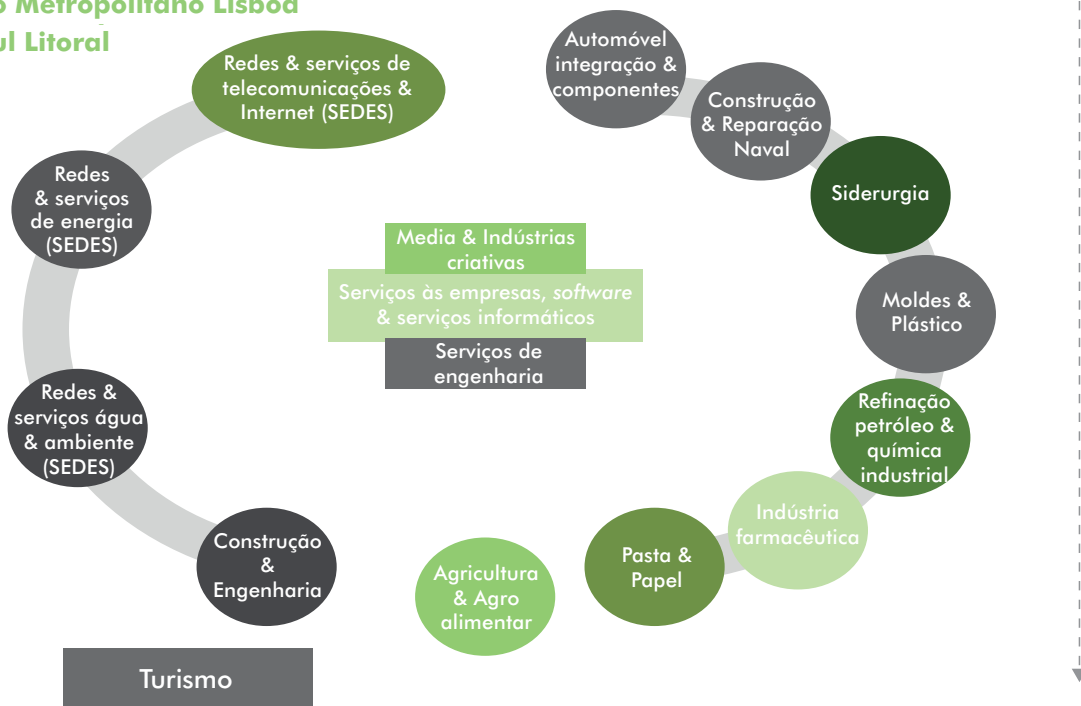 Metropolitano Lisboa
Litoral
Redes & serviços de
telecomunicações &
Internet (SEDES)
Automóvel
integração &
componentes
Construção
& Reparação
Naval
Redes
& serviços
de energia
(SEDES)
Siderurgia
Media & Indústrias
criativas
Serviços às empresas, software
& serviços informáticos
Serviços de
engenharia
Moldes &
Plástico
Redes &
serviços água
& ambiente
(SEDES)
Refinação
petróleo &
química
industrial
Indústria
farmacêutica
Construção
&
Engenharia
Agricultura
& Agro
alimentar
Pasta &
Papel
Turismo